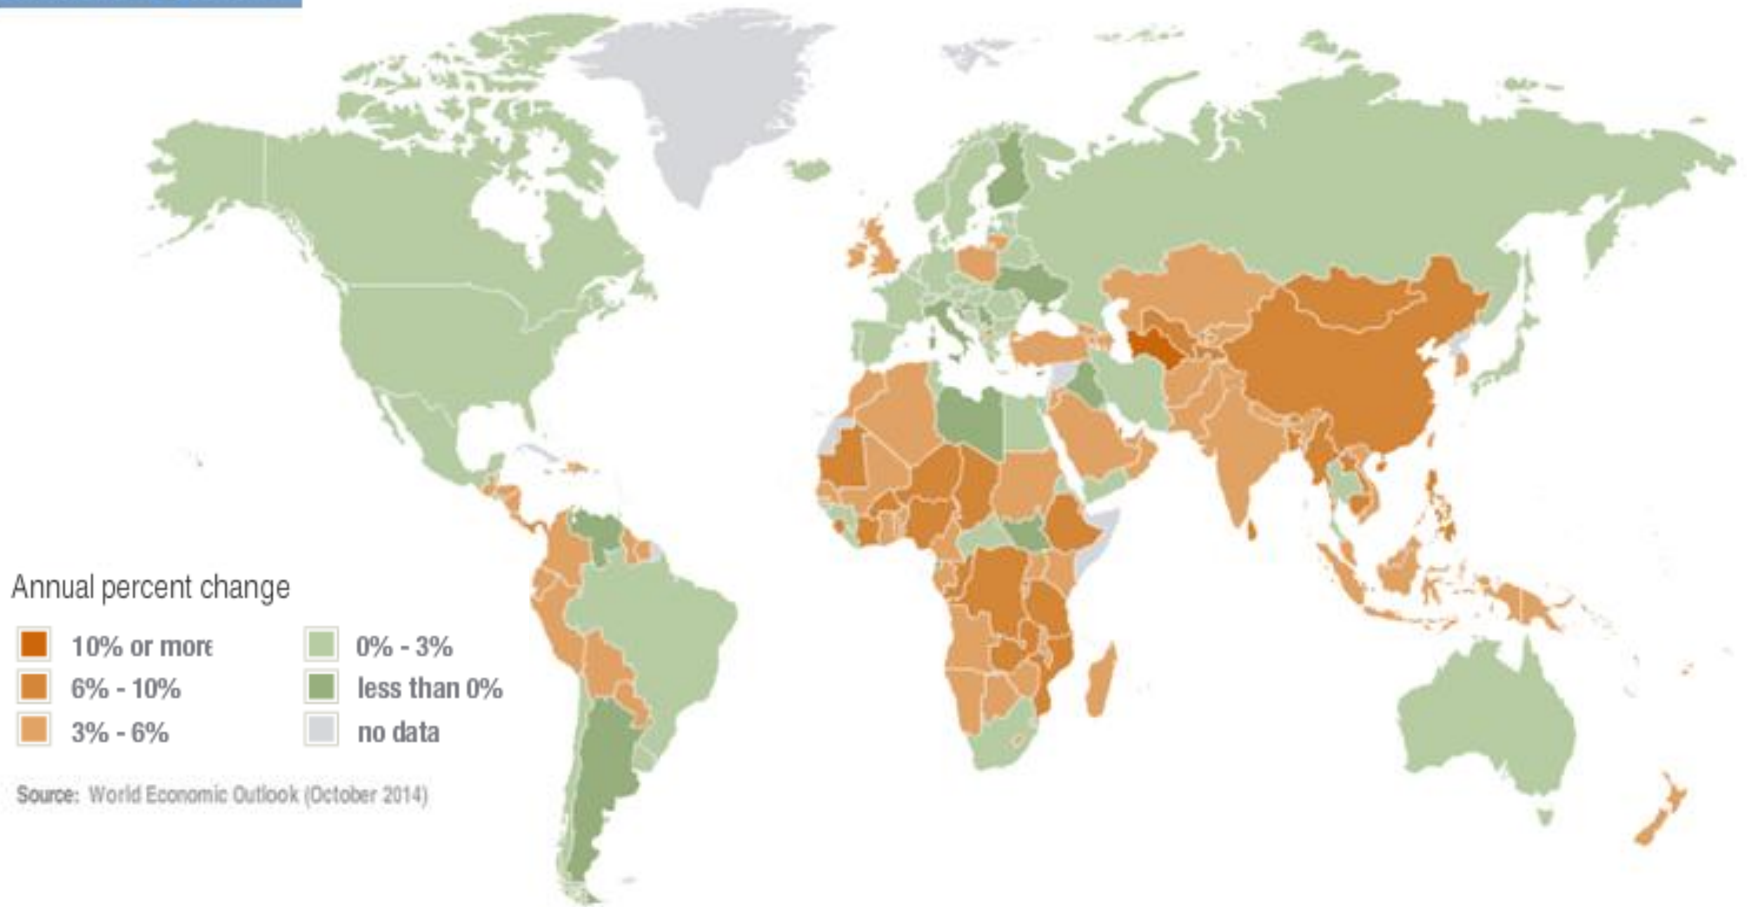 Annual percent change
10% or more
6% - 10%
3% - 6%
0% - 3%
less than 0%
no data
Source: World Economic Outlook (October 2014)